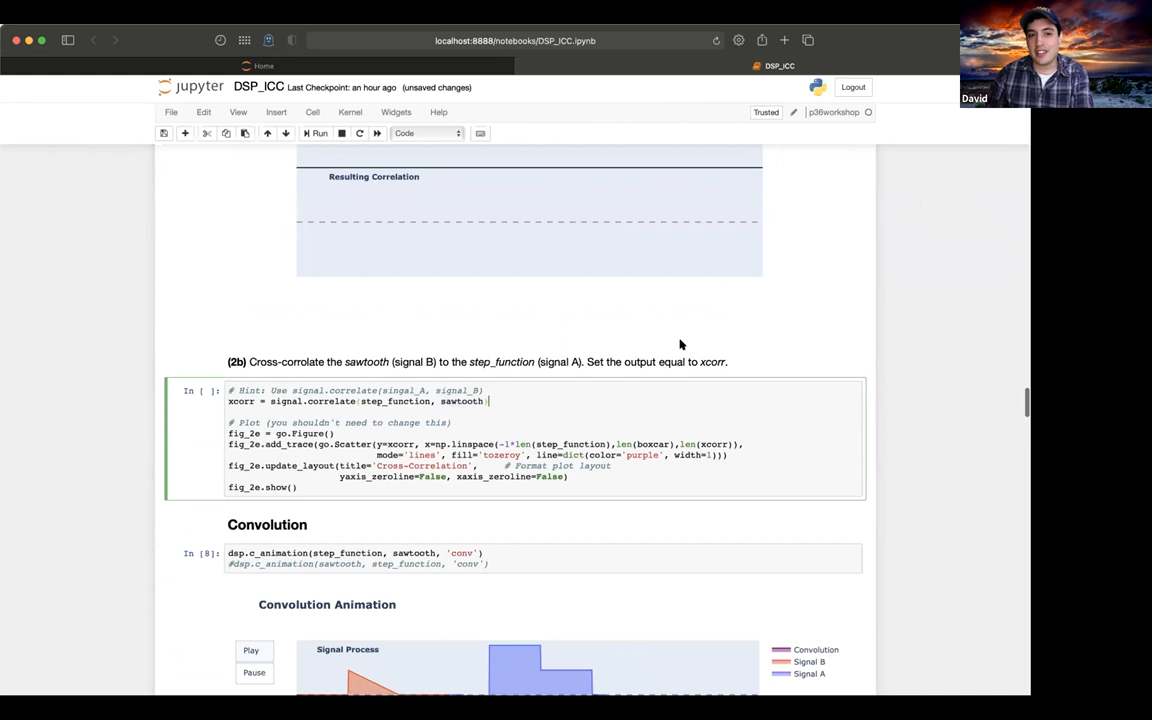 localhost:8888/notebooks/DSP_ICC.ipynb
Home
DSP_ICC
David
jupyter DSP_ICC Last Checkpoint: an hour ago (unsaved changes)
Logout
File Edit View Insert Cell Kernel Widgets Help
Trusted p36workshop
Run Code
Resulting Correlation
(2b) Cross-corrolate the sawtooth (signal B) to the step_function (signal A). Set the output equal to xcorr.
In [ ]:
# Hint: Use signal.correlate(singal_A, signal_B)
xcorr = signal.correlate(step_function, sawtooth)
# Plot (you shouldn't need to change this)
fig_2e = go.Figure()
fig_2e.add_trace(go.Scatter(y=xcorr, x=np.linspace(-1*len(step_function),len(boxcar),len(xcorr)),
mode='lines', fill='tozeroy', line=dict(color='purple', width=1)))
fig_2e.update_layout(title='Cross-Correlation', # Format plot layout
yaxis_zeroline=False, xaxis_zeroline=False)
fig_2e.show()
Convolution
In [8]:
dsp.c_animation(step_function, sawtooth, 'conv')
#dsp.c_animation(sawtooth, step_function, 'conv')
Convolution Animation
Play
Pause
Signal Process
Convolution
Signal B
Signal A